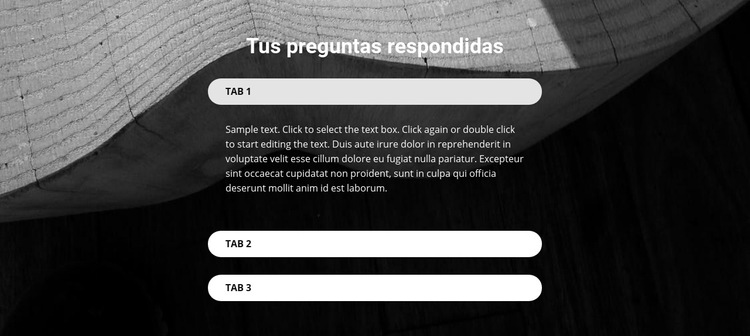 Tus preguntas respondidas
TAB 1
Sample text. Click to select the text box. Click again or double click
to start editing the text. Duis aute irure dolor in reprehenderit in
voluptate velit esse cillum dolore eu fugiat nulla pariatur. Excepteur
sint occaecat cupidatat non proident, sunt in culpa qui officia
deserunt mollit anim id est laborum.
TAB 2
TAB 3